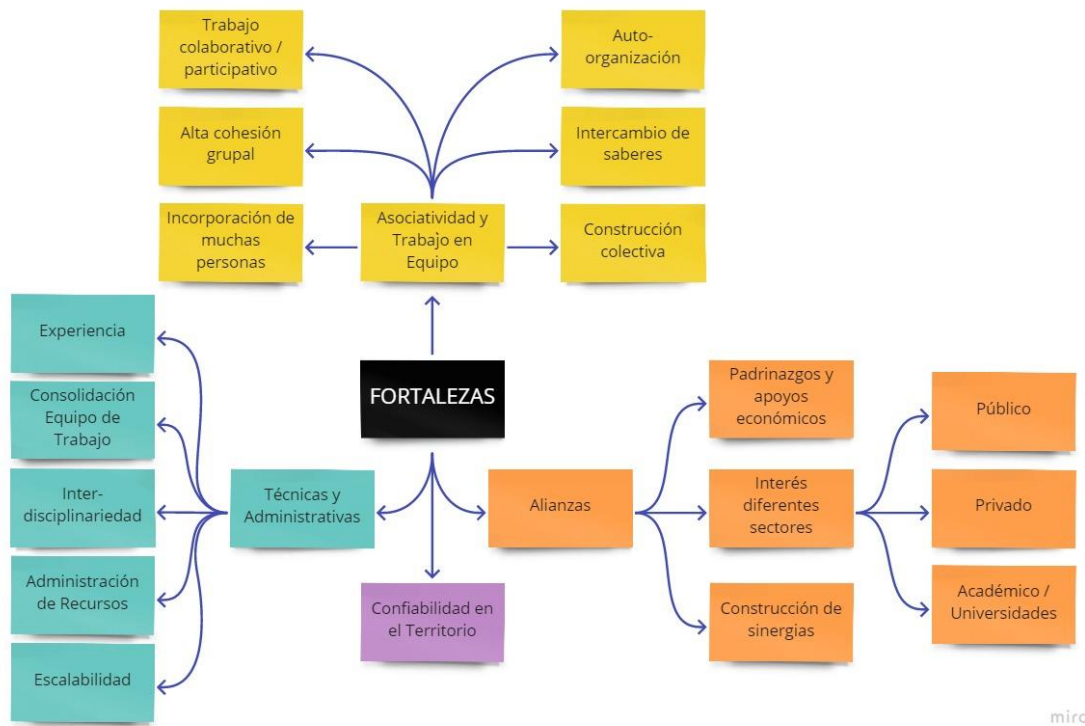 Trabajo
colaborativo /
participativo
Auto-
organización
Alta cohesión
grupal
Intercambio de
saberes
Incorporación de
muchas
personas
Asociatividad y
Trabajo en
Equipo
Construcción
colectiva
Experiencia
Consolidación
Equipo de
Trabajo
Inter-
disciplinariedad
Administración
de Recursos
Escalabilidad
Técnicas y
Administrativas
FORTALEZAS
Confiabilidad en
el Territorio
Alianzas
Padrinazgos y
apoyos
económicos
Interés
diferentes
sectores
Construcción de
sinergias
Público
Privado
Académico /
Universidades
mirc